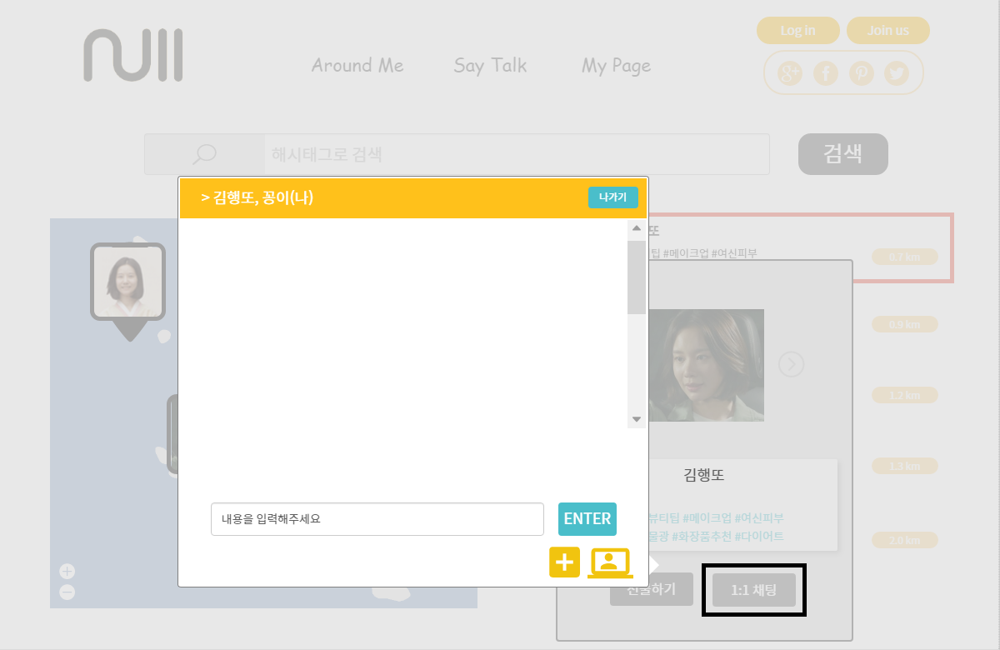 null
Log in
Join us
Around Me
Say Talk
My Page
해시태그로 검색
검색
> 김행또, 꽁이(나)
나가기
또
팁 #메이크업 #여신피부
0.7 km
0.9 km
1.2 km
김행또
1.3 km
내용을 입력해주세요
ENTER
뷰티팁 #메이크업 #여신피부
물광 #화장품추천 #다이어트
2.0 km
선물하기
1:1 채팅